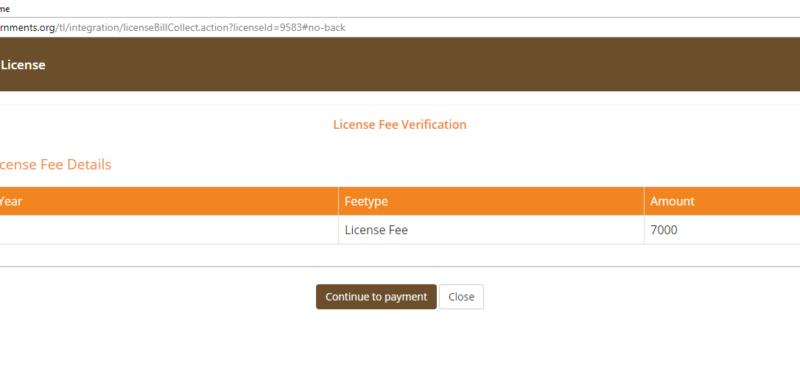 me
rnments.org/tl/integration/licenseBillCollect.action?licenseId=9583#no-back
License
License Fee Verification
cense Fee Details
Year Feetype Amount
License Fee 7000
Continue to payment Close